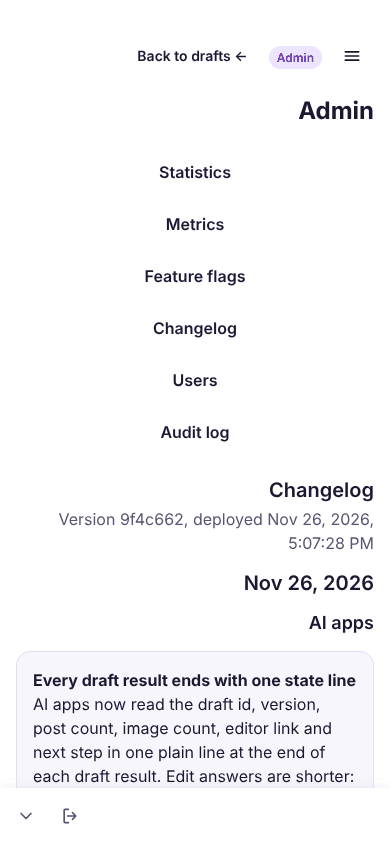 Back to drafts ←
Admin
Admin
Statistics
Metrics
Feature flags
Changelog
Users
Audit log
Changelog
Version 9f4c662, deployed Nov 26, 2026,
5:07:28 PM
Nov 26, 2026
AI apps
Every draft result ends with one state line
AI apps now read the draft id, version,
post count, image count, editor link and
next step in one plain line at the end of
each draft result. Edit answers are shorter: